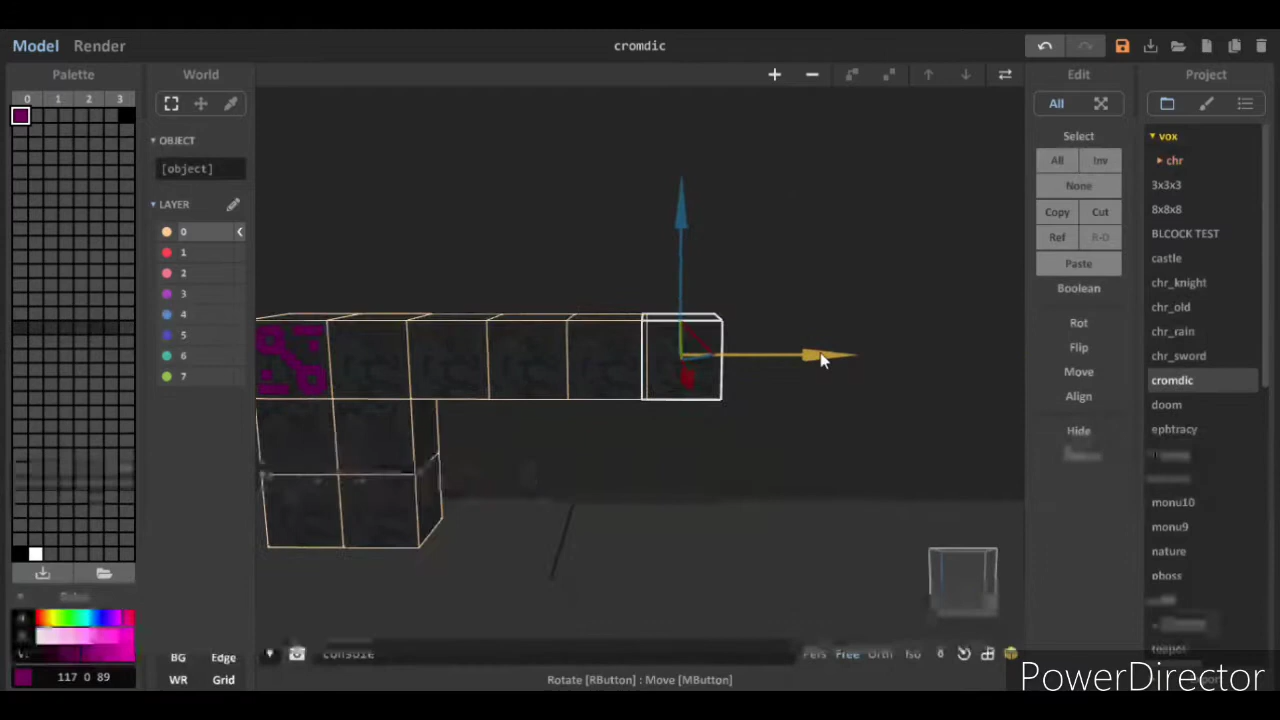 Model Render
cromdic
Palette
World
Edit
Project
0 1 2 3
OBJECT
[object]
LAYER
0
1
2
3
4
5
6
7
All
Select
All Inv
None
Copy Cut
Ref R-O
Paste
Boolean
Rot
Flip
Move
Align
Hide
vox
chr
3x3x3
8x8x8
BLCOCK TEST
castle
chr_knight
chr_old
chr_rain
chr_sword
cromdic
doom
ephtracy
monu10
monu9
nature
pboss
teapot
BG Edge
WR Grid
console
Pers Free Orth Iso
117 0 89
Rotate [RButton] : Move [MButton]
PowerDirector